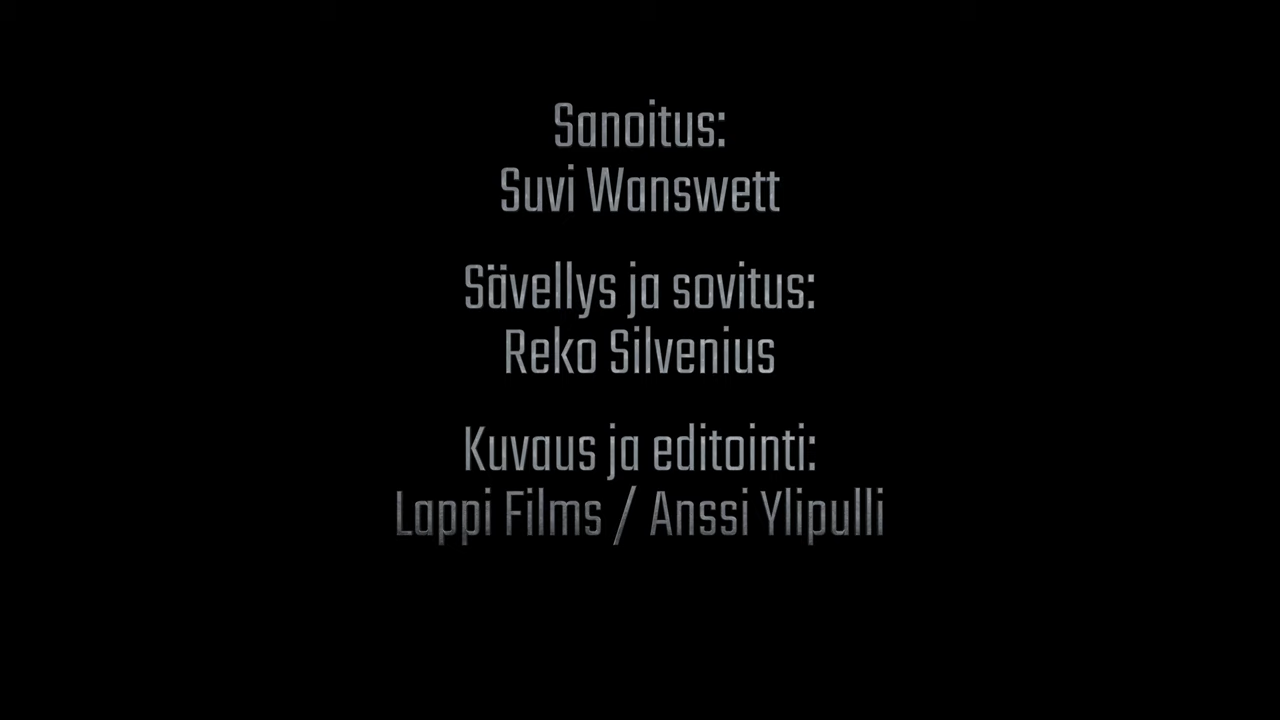 Sanoitus:
Suvi Wanswett
Sävellys ja sovitus:
Reko Silvenius
Kuvaus ja editointi:
Lappi Films / Anssi Ylipulli